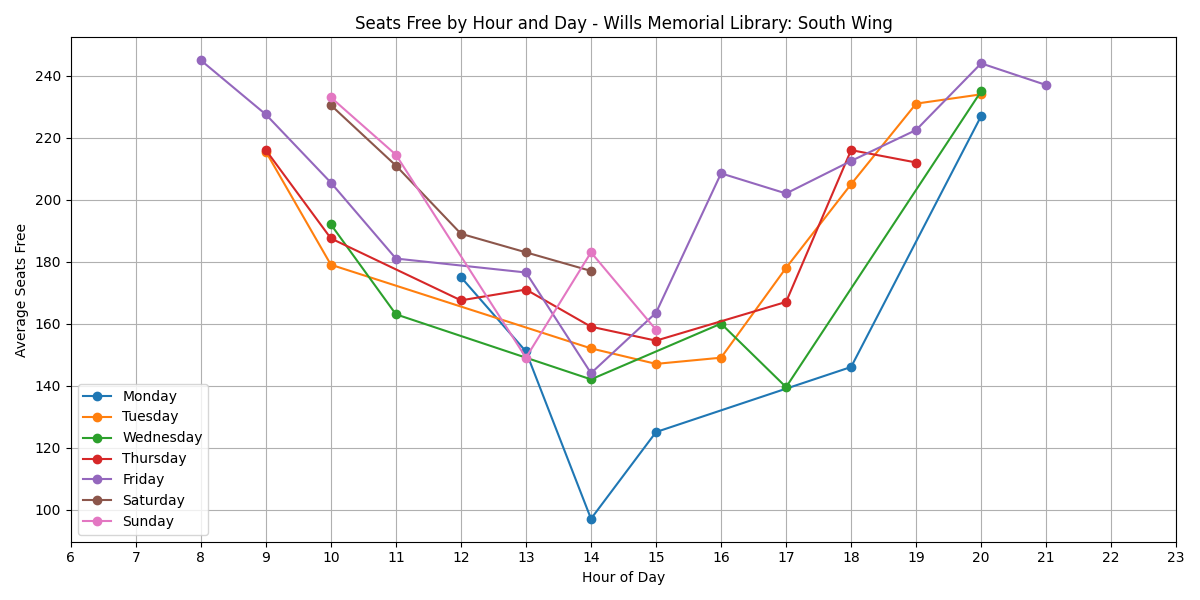 Seats Free by Hour and Day - Wills Memorial Library: South Wing
Average Seats Free
240
220
200
180
160
140
120
100
Monday
Tuesday
Wednesday
Thursday
Friday
Saturday
Sunday
6 7 8 9 10 11 12 13 14 15 16 17 18 19 20 21 22 23
Hour of Day